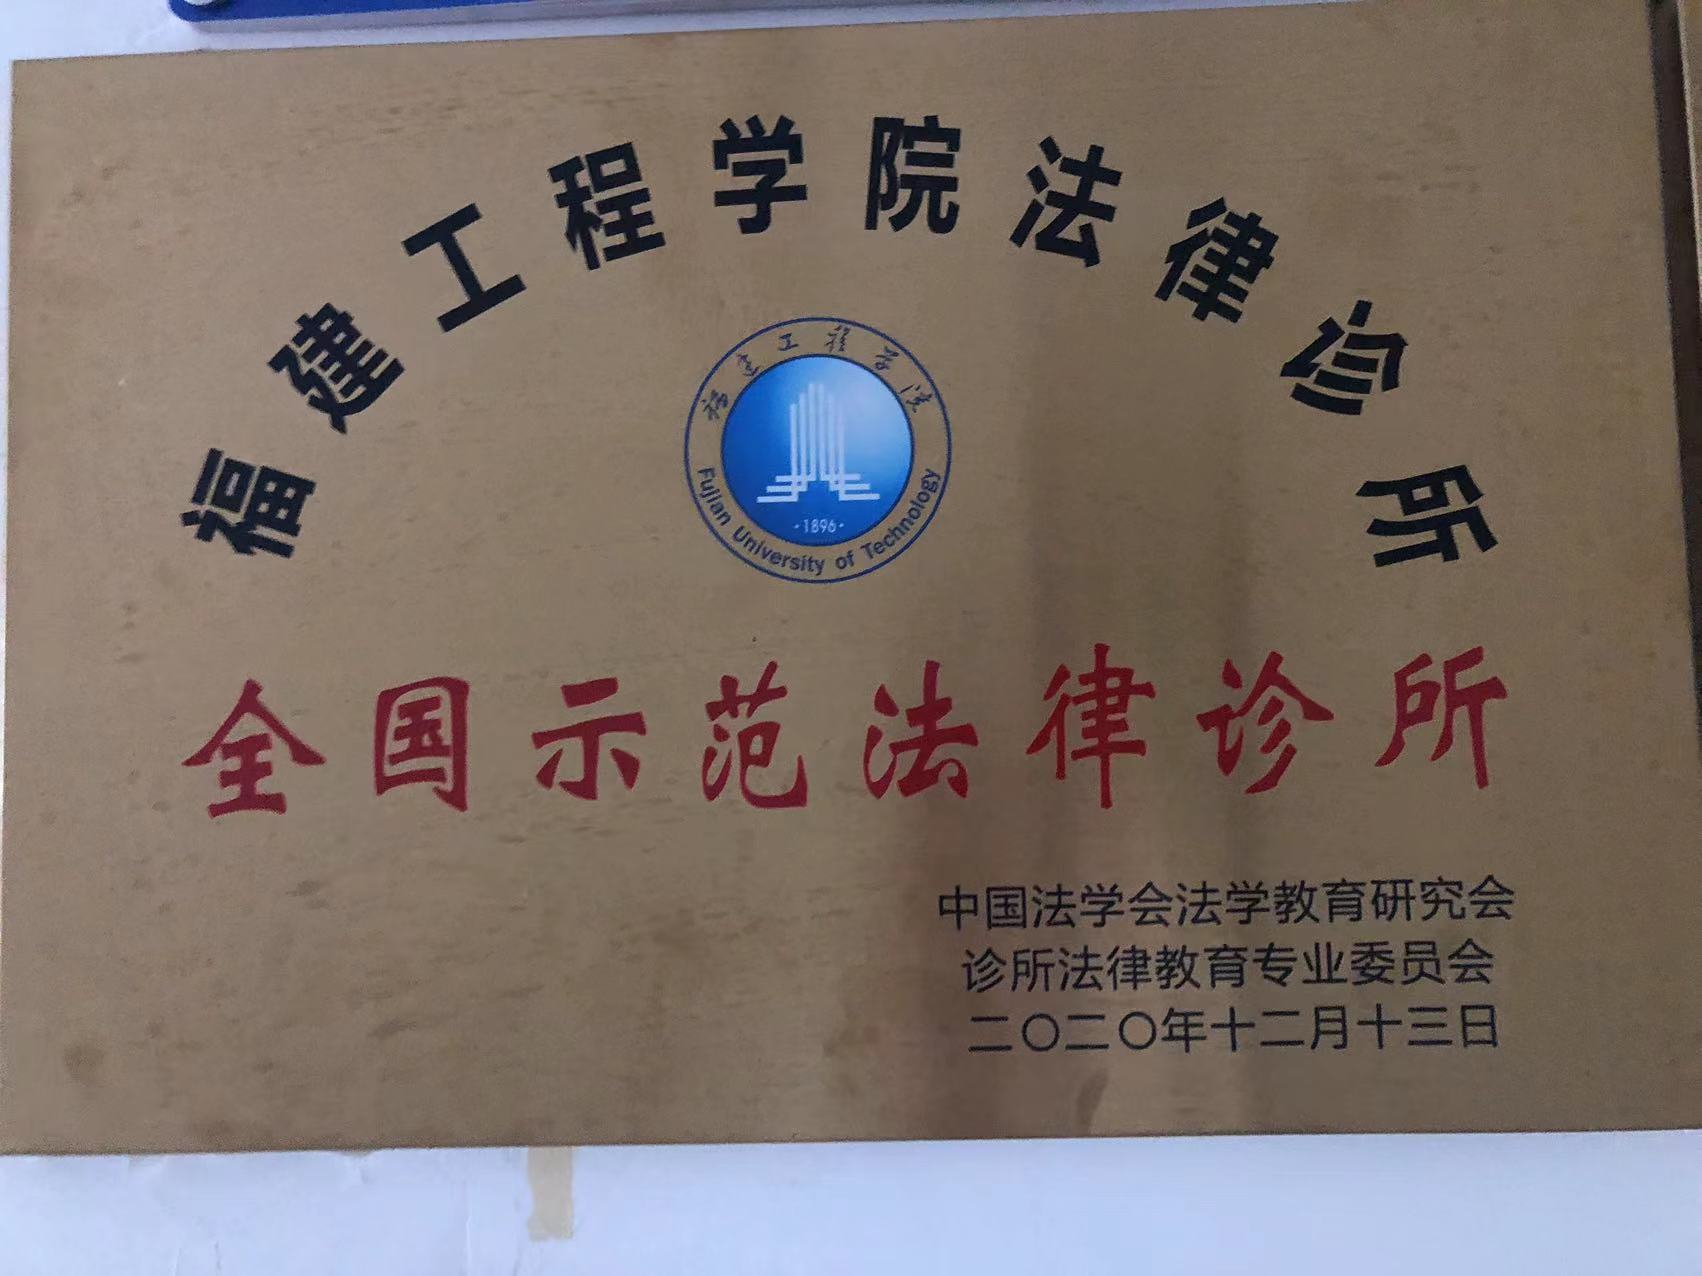 福建工程学院法律诊所
福建工程学院
·1896·
Fujian University of Technology
全国示范法律诊所
中国法学会法学教育研究会
诊所法律教育专业委员会
二〇二〇年十二月十三日